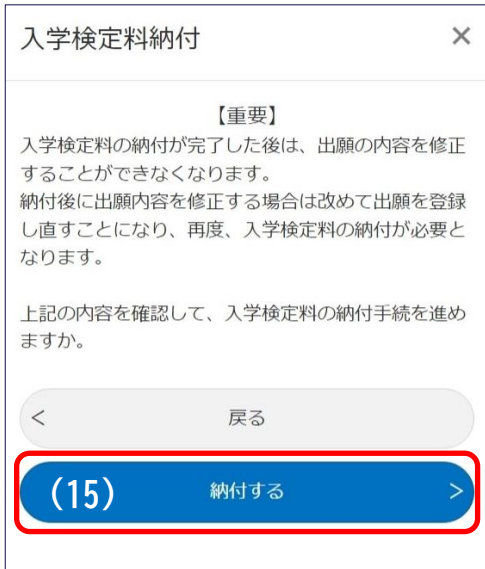 入学検定料納付 ×
【重要】
入学検定料の納付が完了した後は、出願の内容を修正
することができなくなります。
納付後に出願内容を修正する場合は改めて出願を登録
し直すことになり、再度、入学検定料の納付が必要と
なります。
上記の内容を確認して、入学検定料の納付手続を進め
ますか。
< 戻る
(15) 納付する >